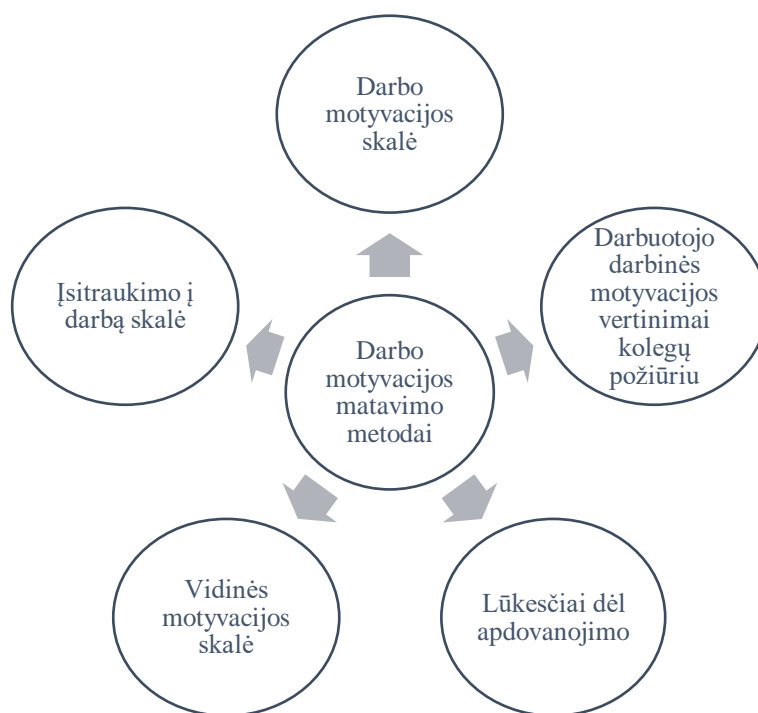 Darbo
motyvacijos
skalė
Darbuotojo
darbinės
motyvacijos
vertinimai
kolegų
požiūriu
Įsitraukimo į
darbą skalė
Darbo
motyvacijos
matavimo
metodai
Vidinės
motyvacijos
skalė
Lūkesčiai dėl
apdovanojimo